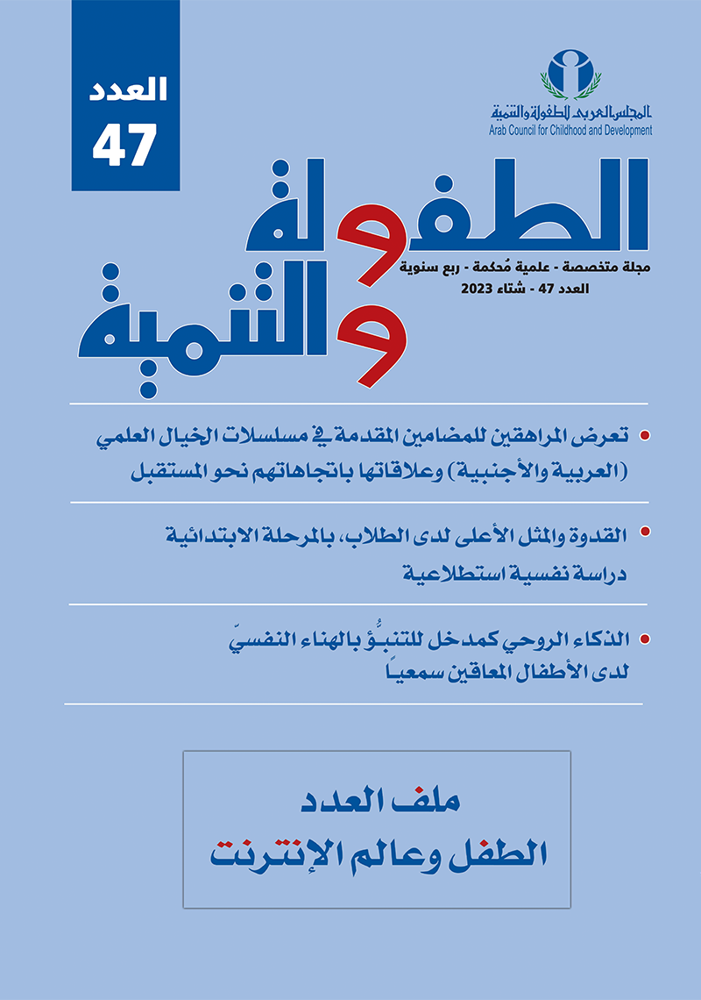 العدد
47
المجلس العربي للطفولة والتنمية
Arab Council for Childhood and Development
الطفولة
مجلة متخصصة - علمية مُحكمة - ربع سنوية
العدد 47 - شتاء 2023
والتنمية
تعرض المراهقين للمضامين المقدمة في مسلسلات الخيال العلمي
(العربية والأجنبية) وعلاقاتها باتجاهاتهم نحو المستقبل
القدوة والمثل الأعلى لدى الطلاب، بالمرحلة الابتدائية
دراسة نفسية استطلاعية
الذكاء الروحي كمدخل للتنبُّؤ بالهناء النفسيّ
لدى الأطفال المعاقين سمعيـًا
ملف العدد
الطفل وعالم الإنترنت